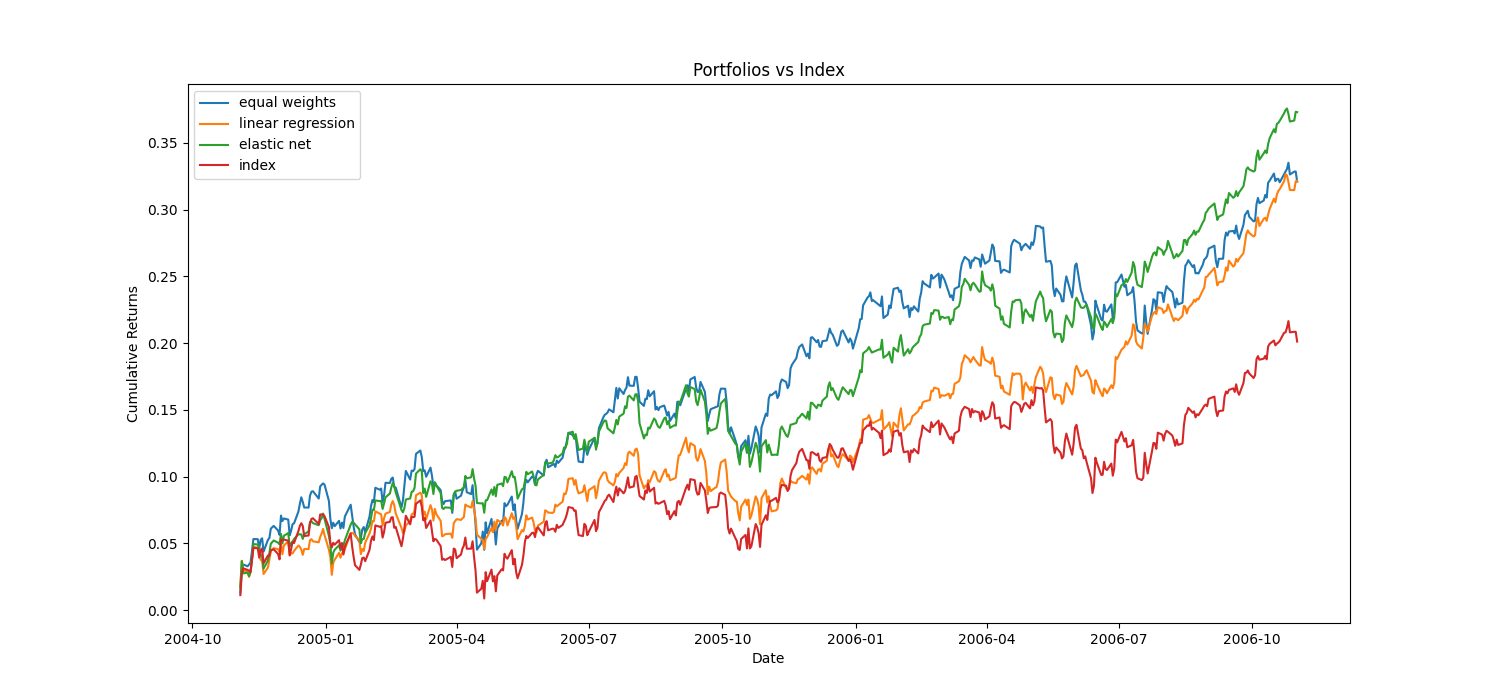 Portfolios vs Index
equal weights
linear regression
elastic net
index
0.35
0.30
0.25
0.20
0.15
0.10
0.05
0.00
Cumulative Returns
2004-10 2005-01 2005-04 2005-07 2005-10 2006-01 2006-04 2006-07 2006-10
Date